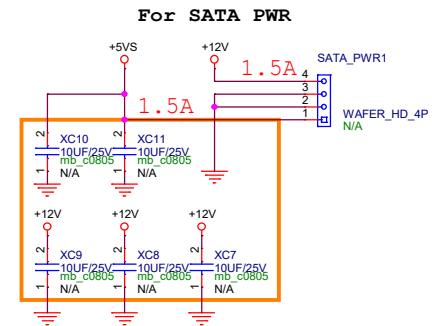 For SATA PWR
+5VS
+12V
SATA_PWR1
1.5A
4
3
2
1
1.5A
WAFER_HD_4P
N/A
2
XC10
10UF/25V
mb_c0805
1
N/A
2
XC11
10UF/25V
mb_c0805
1
N/A
+12V
+12V
+12V
2
XC9
10UF/25V
mb_c0805
1
N/A
2
XC8
10UF/25V
mb_c0805
1
N/A
2
XC7
10UF/25V
mb_c0805
1
N/A